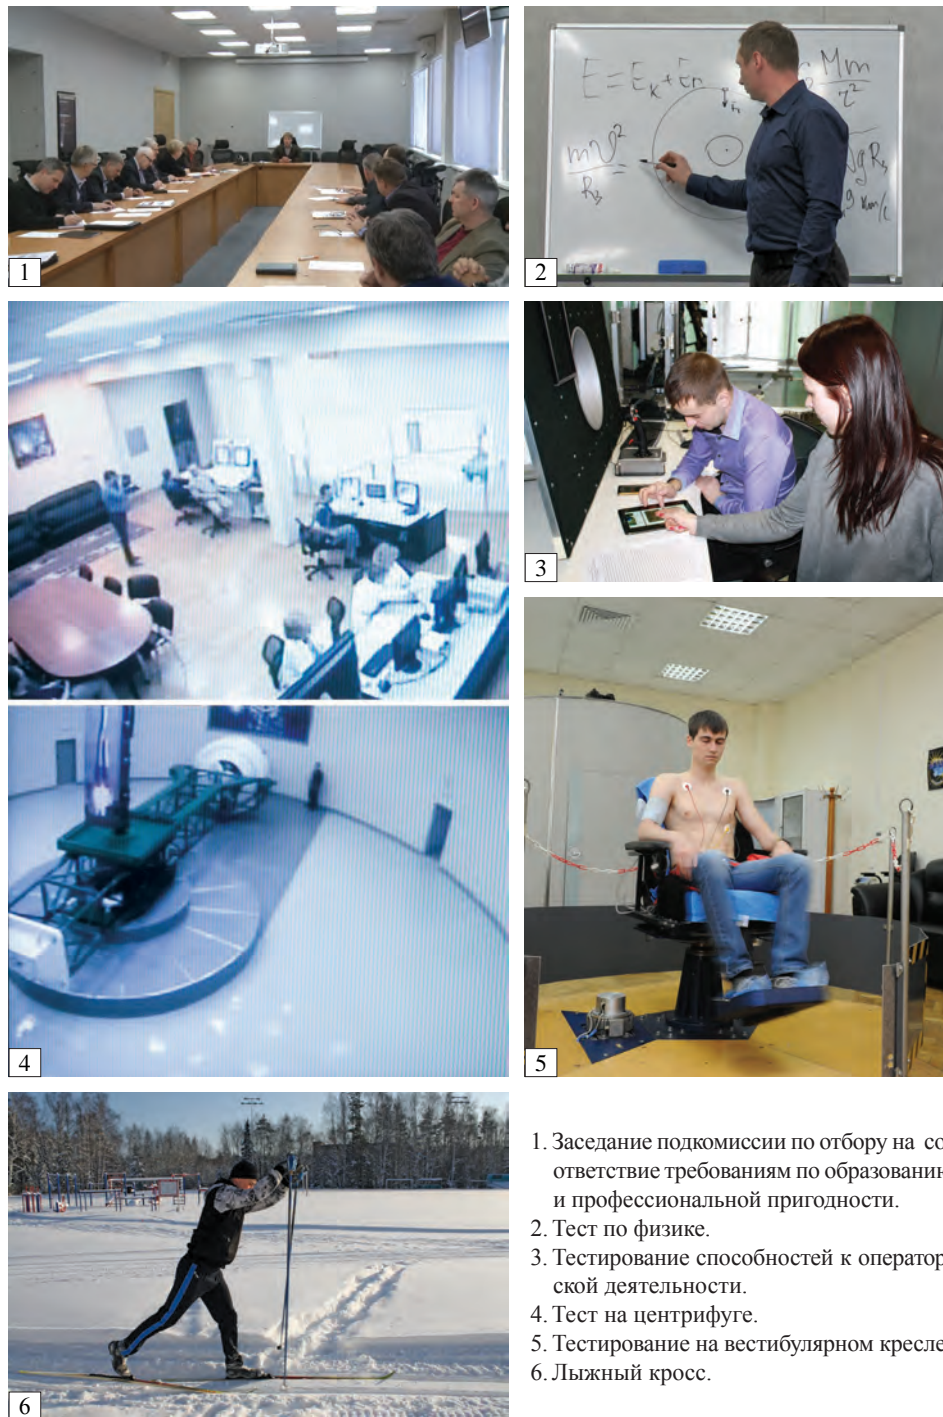 1
E = Eк + Eп
Mm
r²
mv²
Rз
gRз
км/с
2
3
4
5
6
1. Заседание подкомиссии по отбору на со
ответствие требованиям по образованию
и профессиональной пригодности.
2. Тест по физике.
3. Тестирование способностей к оператор
ской деятельности.
4. Тест на центрифуге.
5. Тестирование на вестибулярном кресле
6. Лыжный кросс.